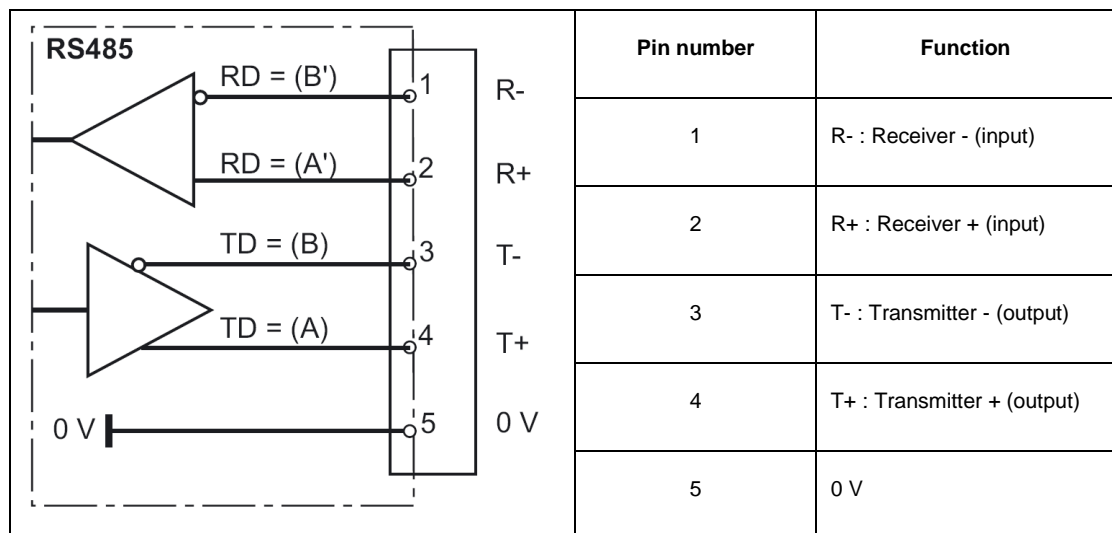 RS485
RD = (B') 1 R-
RD = (A') 2 R+
TD = (B) 3 T-
TD = (A) 4 T+
0 V 5 0 V
Pin number Function
1 R- : Receiver - (input)
2 R+ : Receiver + (input)
3 T- : Transmitter - (output)
4 T+ : Transmitter + (output)
5 0 V